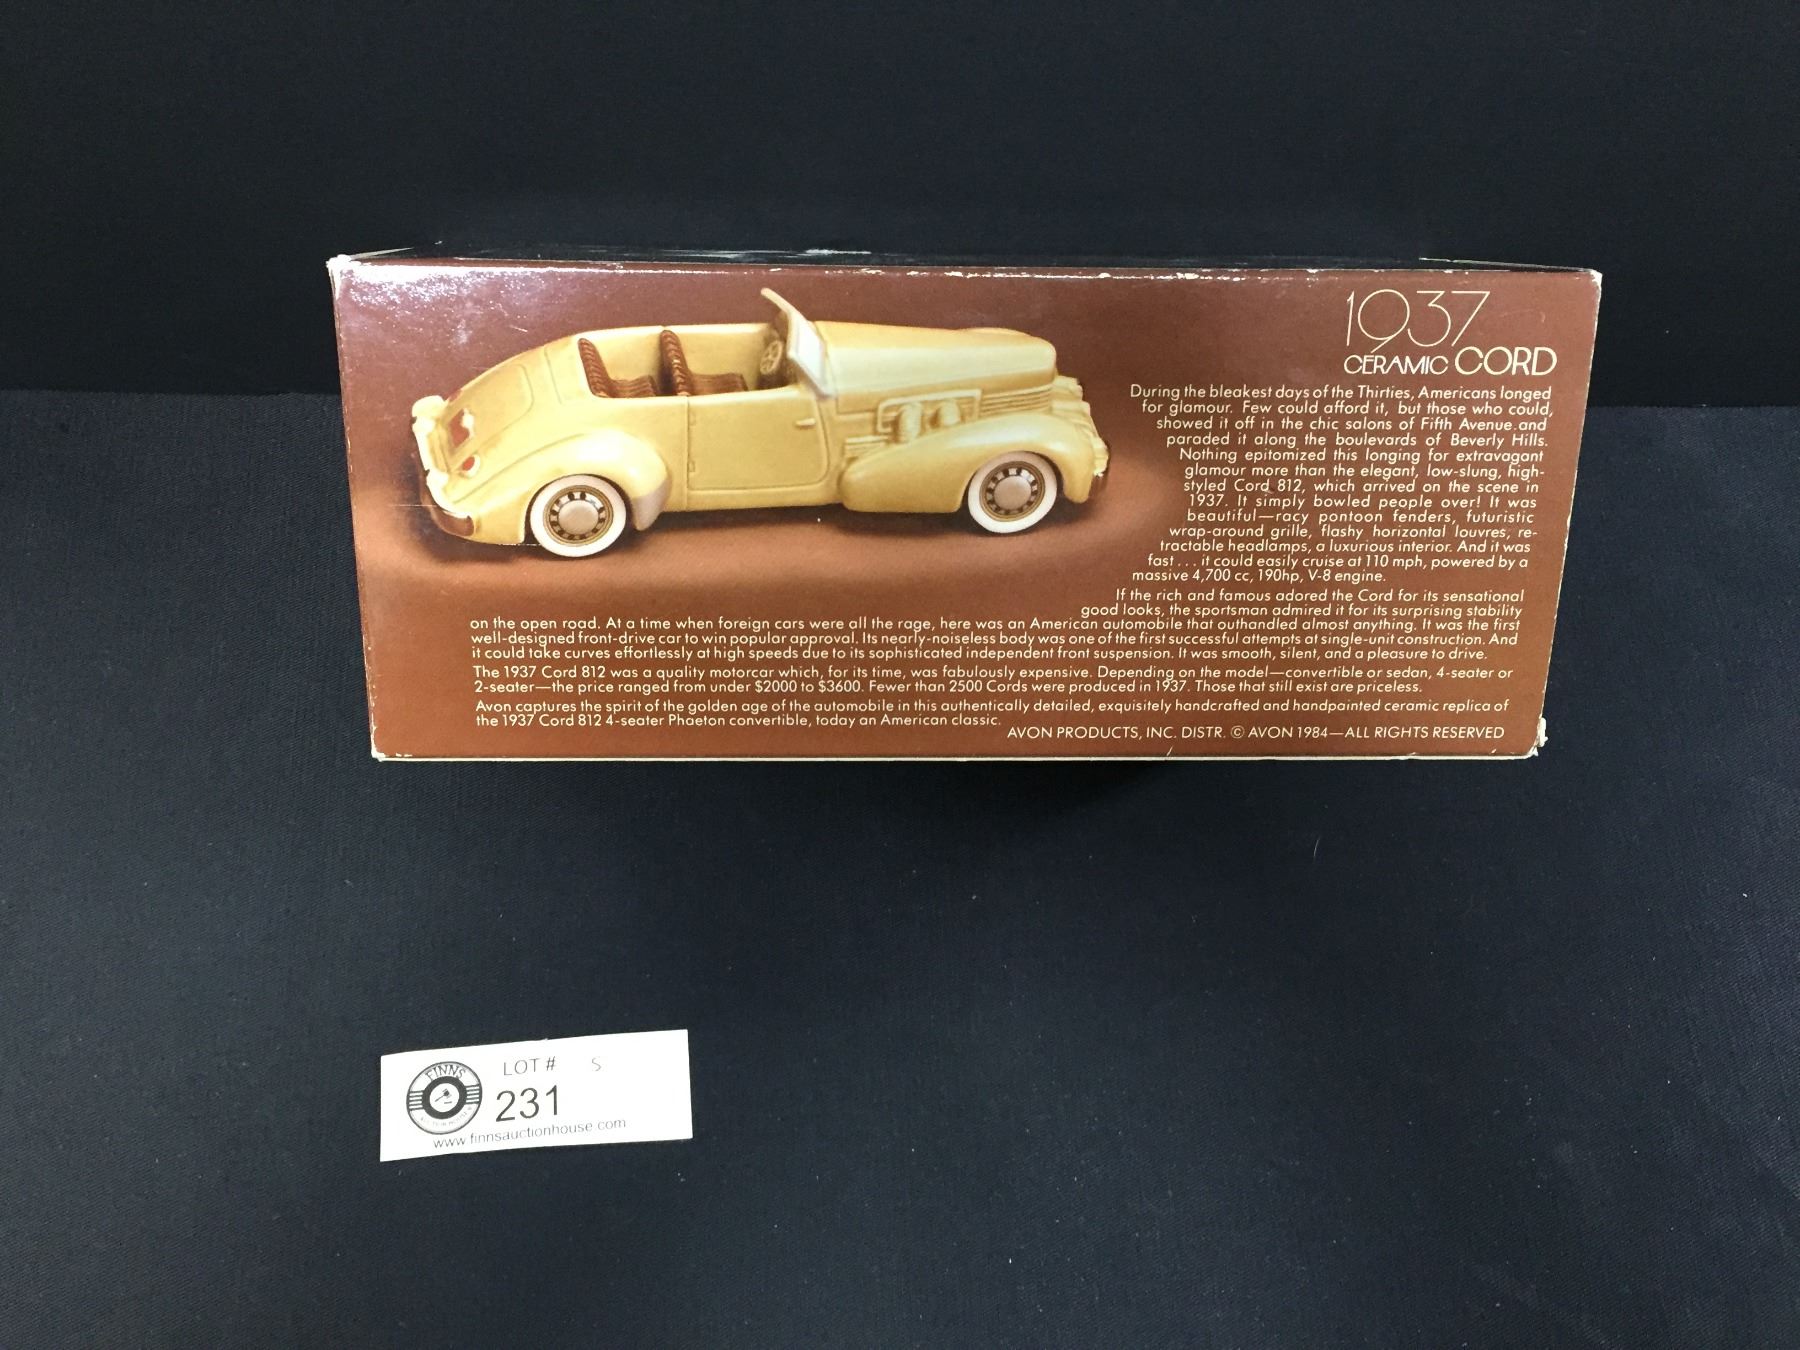 1937
CERAMIC CORD
During the bleakest days of the Thirties, Americans longed
for glamour. Few could afford it, but those who could,
showed it off in the chic salons of Fifth Avenue and
paraded it along the boulevards of Beverly Hills.
Nothing epitomized this longing for extravagant
glamour more than the elegant, low-slung, high-
styled Cord 812, which arrived on the scene in
1937. It simply bowled people over! It was
beautiful—racy pontoon fenders, futuristic
wrap-around grille, flashy horizontal louvres, re-
tractable headlamps, a luxurious interior. And it was
fast . . . it could easily cruise at 110 mph, powered by a
massive 4,700 cc, 190hp, V-8 engine.
If the rich and famous adored the Cord for its sensational
good looks, the sportsman admired it for its surprising stability
on the open road. At a time when foreign cars were all the rage, here was an American automobile that outhandled almost anything. It was the first
well-designed front-drive car to win popular approval. Its nearly-noiseless body was one of the first successful attempts at single-unit construction. And
it could take curves effortlessly at high speeds due to its sophisticated independent front suspension. It was smooth, silent, and a pleasure to drive.
The 1937 Cord 812 was a quality motorcar which, for its time, was fabulously expensive. Depending on the model—convertible or sedan, 4-seater or
2-seater—the price ranged from under $2000 to $3600. Fewer than 2500 Cords were produced in 1937. Those that still exist are priceless.
Avon captures the spirit of the golden age of the automobile in this authentically detailed, exquisitely handcrafted and handpainted ceramic replica of
the 1937 Cord 812 4-seater Phaeton convertible, today an American classic.
AVON PRODUCTS, INC. DISTR. © AVON 1984—ALL RIGHTS RESERVED
FINNS
AUCTION HOUSE
LOT # S
231
www.finnsauctionhouse.com